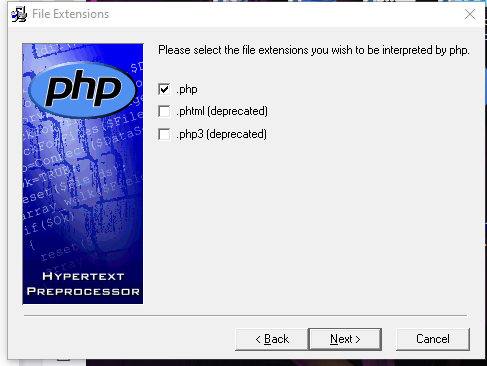 File Extensions
Please select the file extensions you wish to be interpreted by php.
.php
.phtml (deprecated)
.php3 (deprecated)
php
HYPERTEXT
PREPROCESSOR
< Back
Next >
Cancel